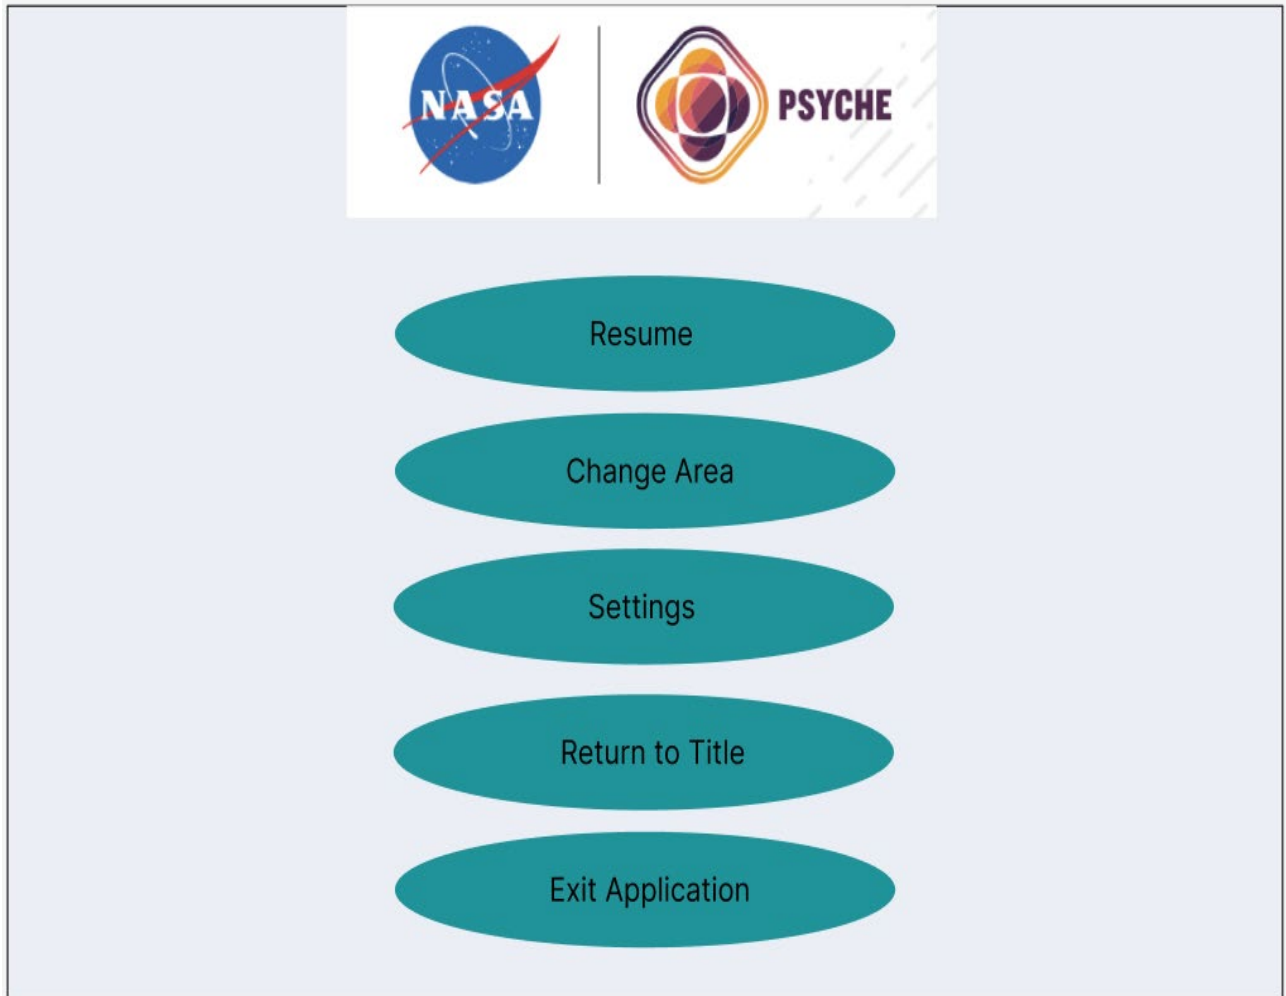 NASA
PSYCHE
Resume
Change Area
Settings
Return to Title
Exit Application